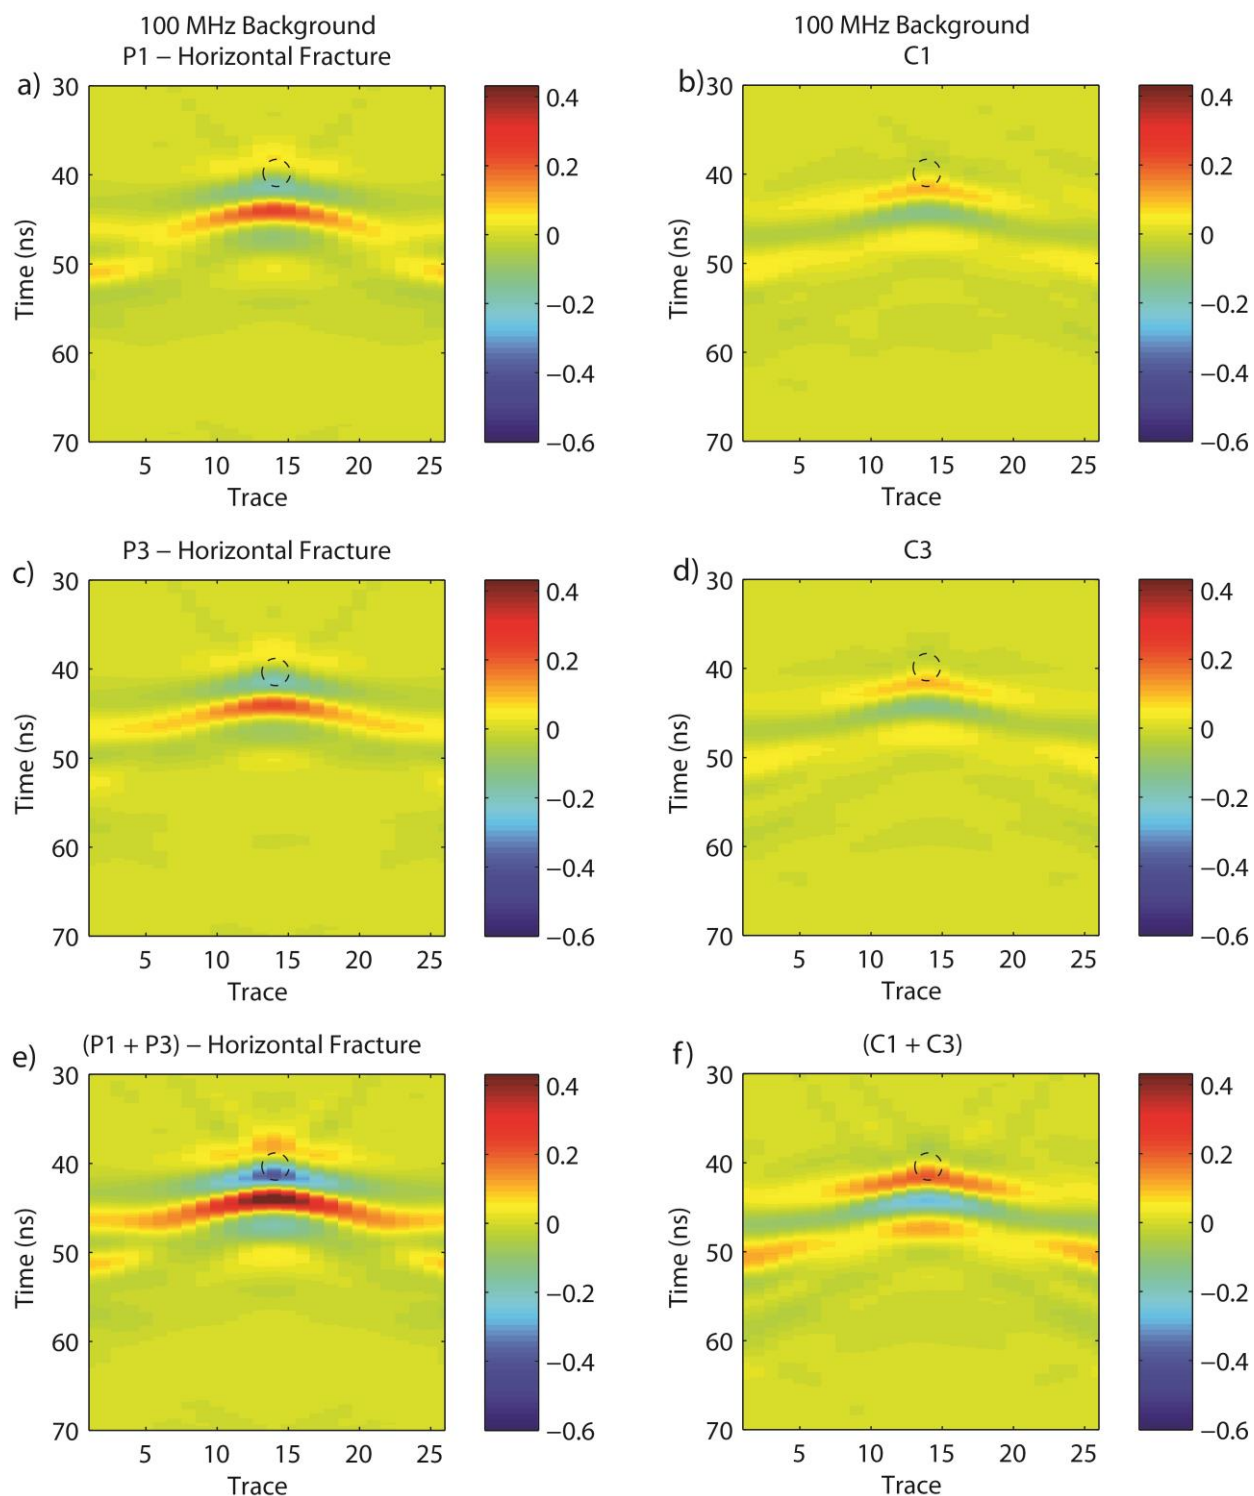 100 MHz Background
P1 – Horizontal Fracture
a)
30
40
50
60
70
Time (ns)
5 10 15 20 25
Trace
0.4
0.2
0
−0.2
−0.4
−0.6
100 MHz Background
C1
b)
30
40
50
60
70
Time (ns)
5 10 15 20 25
Trace
0.4
0.2
0
−0.2
−0.4
−0.6
P3 – Horizontal Fracture
c)
30
40
50
60
70
Time (ns)
5 10 15 20 25
Trace
0.4
0.2
0
−0.2
−0.4
−0.6
C3
d)
30
40
50
60
70
Time (ns)
5 10 15 20 25
Trace
0.4
0.2
0
−0.2
−0.4
−0.6
(P1 + P3) – Horizontal Fracture
e)
30
40
50
60
70
Time (ns)
5 10 15 20 25
Trace
0.4
0.2
0
−0.2
−0.4
−0.6
(C1 + C3)
f)
30
40
50
60
70
Time (ns)
5 10 15 20 25
Trace
0.4
0.2
0
−0.2
−0.4
−0.6